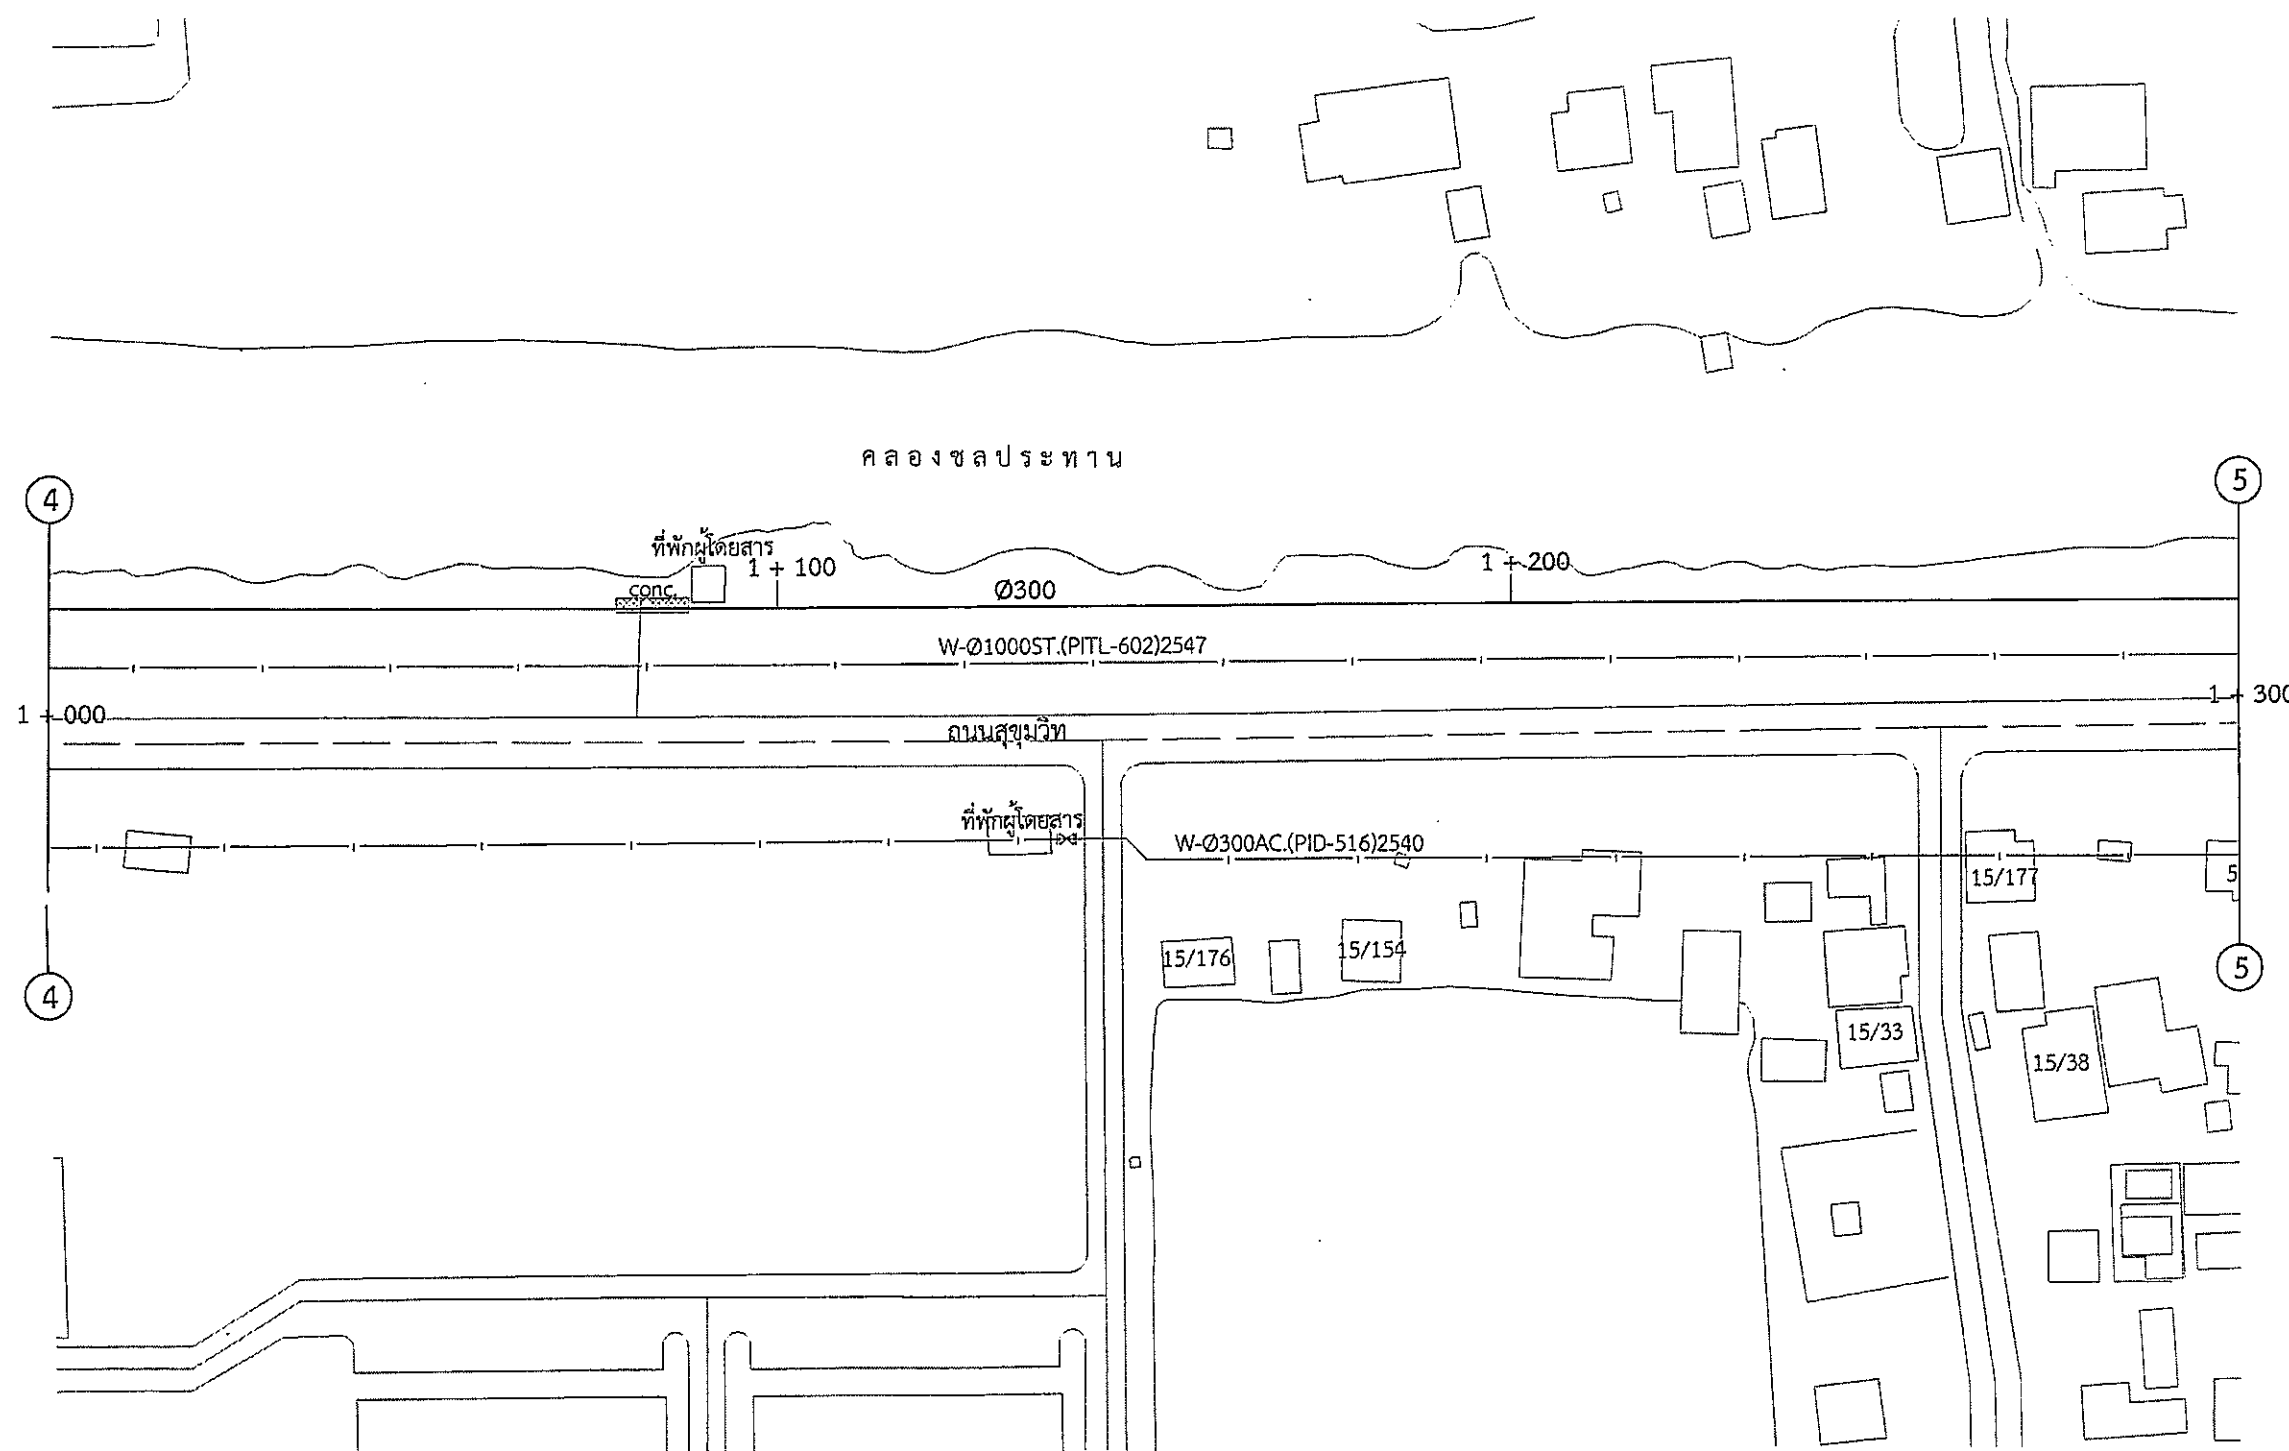 คลองชลประทาน
4
5
ที่พักผู้โดยสาร
1 + 100
1 + 200
conc.
Ø300
W-Ø1000ST.(PITL-602)2547
1 + 000
1 + 300
ถนนสุขุมวิท
ที่พักผู้โดยสาร
W-Ø300AC.(PID-516)2540
15/177
5
15/176
15/154
4
5
15/33
15/38